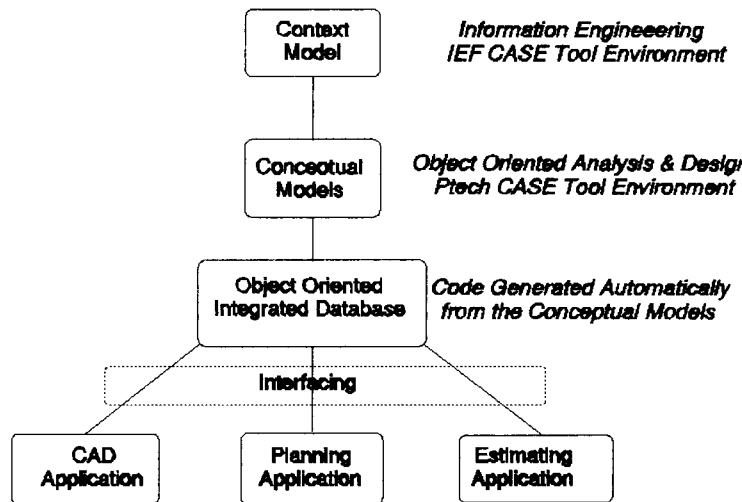 Context
Model
Information Engineeering
IEF CASE Tool Environment
Conceotual
Models
Object Oriented Analysis & Desigr
Ptech CASE Tool Environment
Object Oriented
Integrated Database
Code Generated Automatically
from the Conceptual Models
Interfacing
CAD
Application
Planning
Application
Estimating
Application